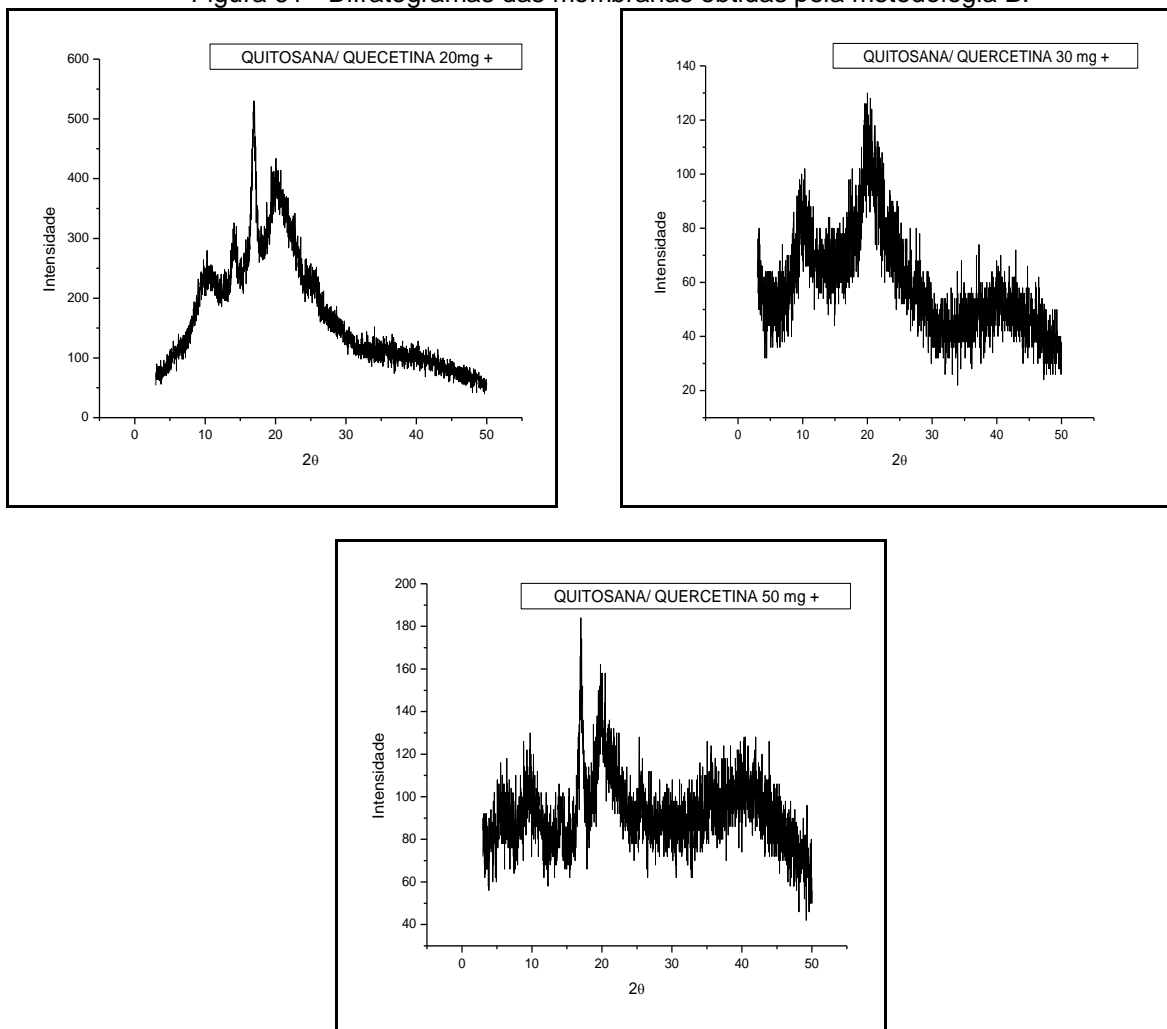 Figura - Difratogramas das membranas obtidas pela metodologia
QUITOSANA/ QUECETINA 20mg +
600
500
400
300
200
100
0
Intensidade
0 10 20 30 40 50
2θ
QUITOSANA/ QUERCETINA 30 mg +
140
120
100
80
60
40
20
Intensidade
0 10 20 30 40 50
2θ
QUITOSANA/ QUERCETINA 50 mg +
200
180
160
140
120
100
80
60
40
Intensidade
0 10 20 30 40 50
2θ